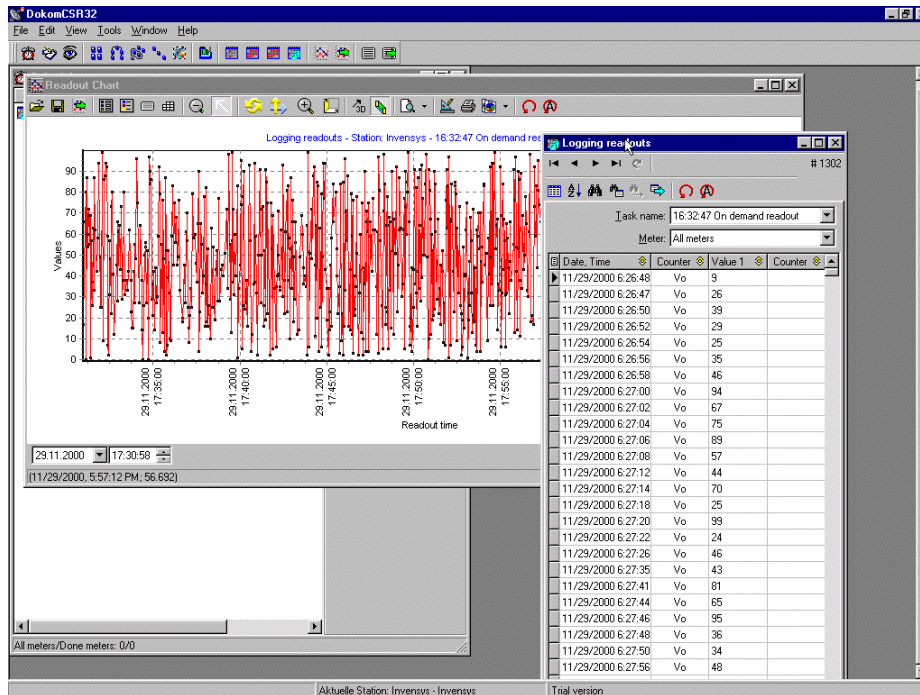 DokomCSR32
File Edit View Tools Window Help
Readout Chart
3D
Logging readouts - Station: Invensys - 16:32:47 On demand rea
Values
90
80
70
60
50
40
30
20
10
0
29.11.2000 17:35:00
29.11.2000 17:40:00
29.11.2000 17:45:00
29.11.2000 17:50:00
29.11.2000 17:55:00
Readout time
29.11.2000 17:30:58
(11/29/2000, 5:57:12 PM; 56.692)
Logging readouts
# 1302
Task name: 16:32:47 On demand readout
Meter: All meters
Date, Time Counter Value 1 Counter
11/29/2000 6:26:48 Vo 9
11/29/2000 6:26:47 Vo 26
11/29/2000 6:26:50 Vo 39
11/29/2000 6:26:52 Vo 29
11/29/2000 6:26:54 Vo 25
11/29/2000 6:26:56 Vo 35
11/29/2000 6:26:58 Vo 46
11/29/2000 6:27:00 Vo 94
11/29/2000 6:27:02 Vo 67
11/29/2000 6:27:04 Vo 75
11/29/2000 6:27:06 Vo 89
11/29/2000 6:27:08 Vo 57
11/29/2000 6:27:12 Vo 44
11/29/2000 6:27:14 Vo 70
11/29/2000 6:27:18 Vo 25
11/29/2000 6:27:20 Vo 99
11/29/2000 6:27:22 Vo 24
11/29/2000 6:27:26 Vo 46
11/29/2000 6:27:35 Vo 43
11/29/2000 6:27:41 Vo 81
11/29/2000 6:27:44 Vo 65
11/29/2000 6:27:46 Vo 95
11/29/2000 6:27:48 Vo 36
11/29/2000 6:27:50 Vo 34
11/29/2000 6:27:56 Vo 48
All meters/Done meters: 0/0
Aktuelle Station: Invensys - Invensys
Trial version